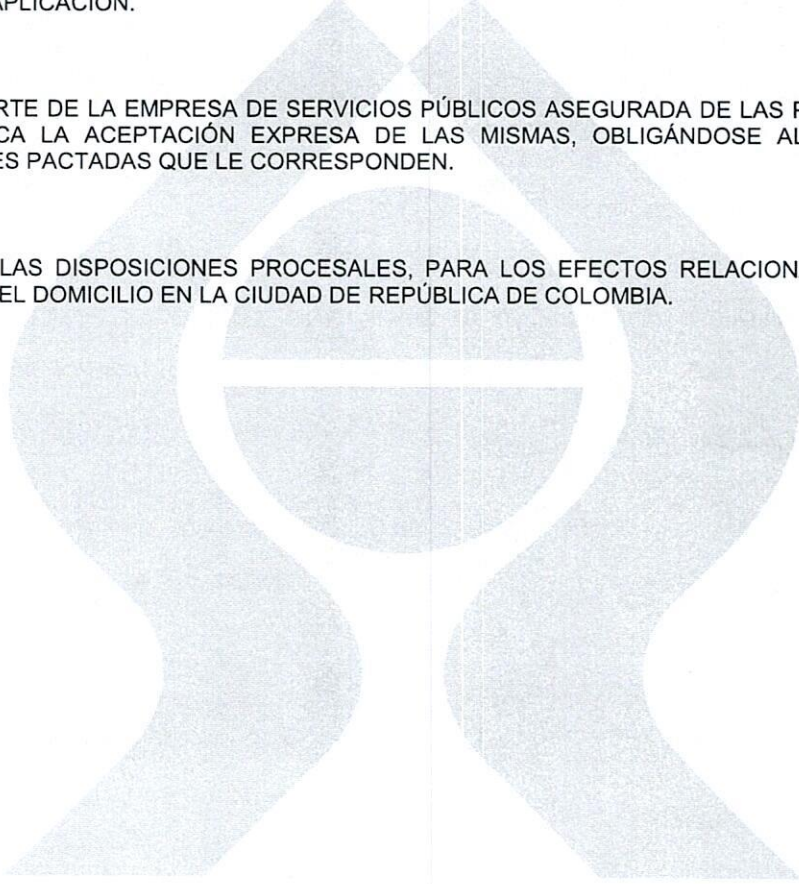 APLICACIÓN.
RTE DE LA EMPRESA DE SERVICIOS PÚBLICOS ASEGURADA DE LAS
CA LA ACEPTACIÓN EXPRESA DE LAS MISMAS, OBLIGÁNDOSE AL
ES PACTADAS QUE LE CORRESPONDEN.
LAS DISPOSICIONES PROCESALES, PARA LOS EFECTOS RELACION
EL DOMICILIO EN LA CIUDAD DE REPÚBLICA DE COLOMBIA.